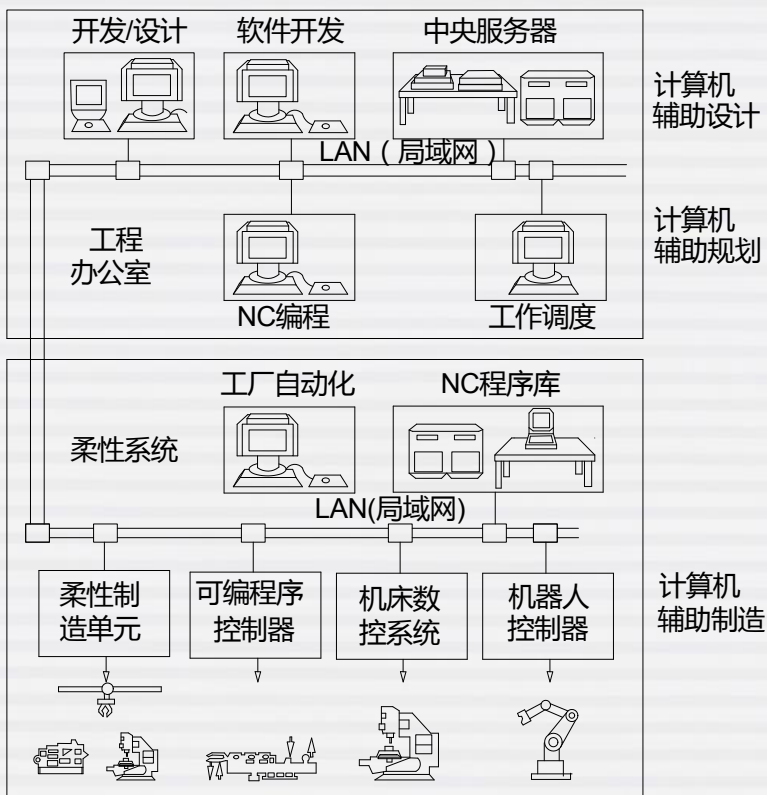 开发/设计
软件开发
中央服务器
计算机
辅助设计
LAN（局域网）
工程
办公室
计算机
辅助规划
NC编程
工作调度
工厂自动化
NC程序库
柔性系统
LAN(局域网)
柔性制
造单元
可编程序
控制器
机床数
控系统
机器人
控制器
计算机
辅助制造